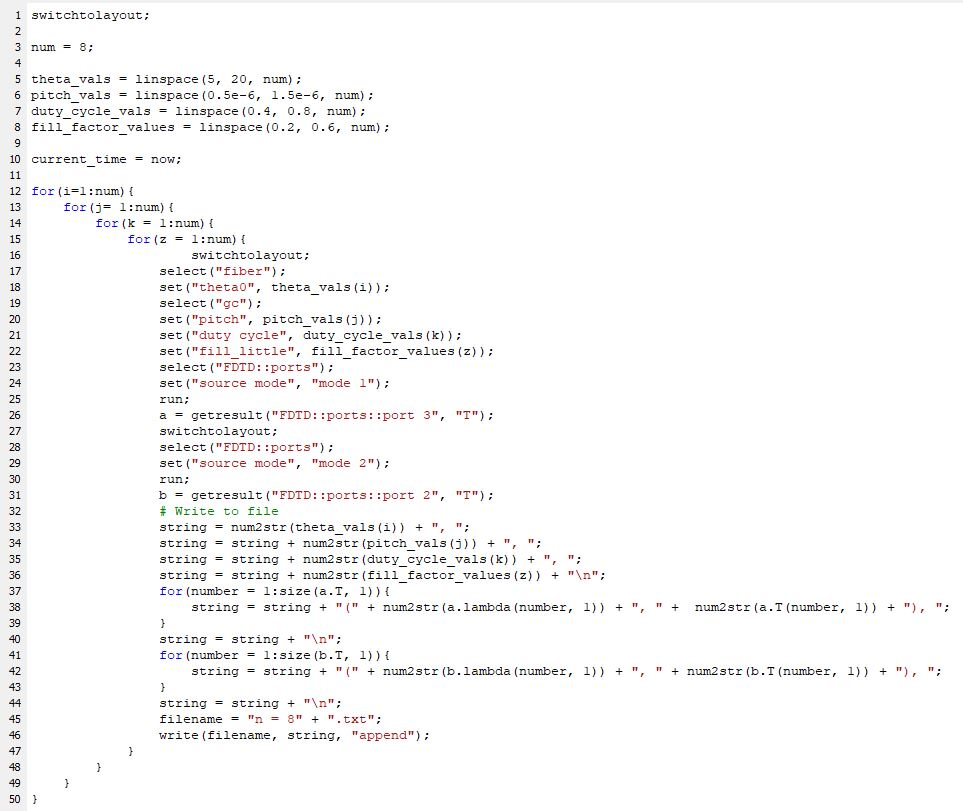 1 switchtolayout;
2
3 num = 8;
4
5 theta_vals = linspace(5, 20, num);
6 pitch_vals = linspace(0.5e-6, 1.5e-6, num);
7 duty_cycle_vals = linspace(0.4, 0.8, num);
8 fill_factor_values = linspace(0.2, 0.6, num);
9
10 current_time = now;
11
12 for(i=1:num){
13     for(j= 1:num){
14         for(k = 1:num){
15             for(z = 1:num){
16                     switchtolayout;
17                 select("fiber");
18                 set("theta0", theta_vals(i));
19                 select("gc");
20                 set("pitch", pitch_vals(j));
21                 set("duty cycle", duty_cycle_vals(k));
22                 set("fill_little", fill_factor_values(z));
23                 select("FDTD::ports");
24                 set("source mode", "mode 1");
25                 run;
26                 a = getresult("FDTD::ports::port 3", "T");
27                 switchtolayout;
28                 select("FDTD::ports");
29                 set("source mode", "mode 2");
30                 run;
31                 b = getresult("FDTD::ports::port 2", "T");
32                 # Write to file
33                 string = num2str(theta_vals(i)) + ", ";
34                 string = string + num2str(pitch_vals(j)) + ", ";
35                 string = string + num2str(duty_cycle_vals(k)) + ", ";
36                 string = string + num2str(fill_factor_values(z)) + "\n";
37                 for(number = 1:size(a.T, 1)){
38                     string = string + "(" + num2str(a.lambda(number, 1)) + ", " +  num2str(a.T(number, 1)) + "), ";
39                 }
40                 string = string + "\n";
41                 for(number = 1:size(b.T, 1)){
42                     string = string + "(" + num2str(b.lambda(number, 1)) + ", " + num2str(b.T(number, 1)) + "), ";
43                 }
44                 string = string + "\n";
45                 filename = "n = 8" + ".txt";
46                 write(filename, string, "append");
47             }
48         }
49     }
50 }